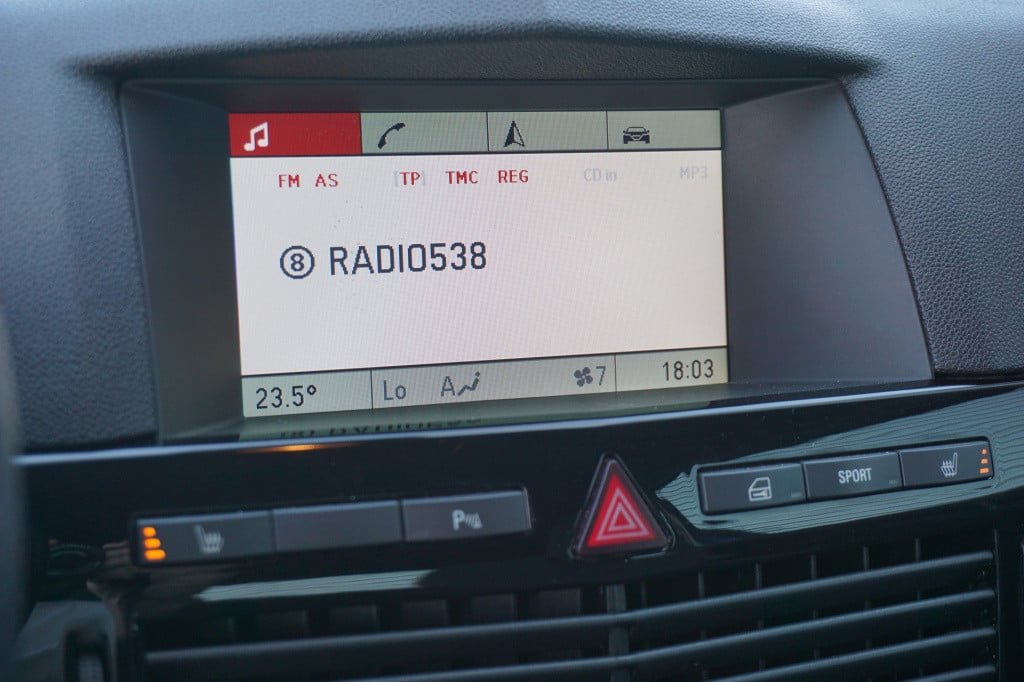 FM AS [TP] TMC REG CD in MP3
8 RADIO538
23.5° Lo A 7 18:03
SPORT
P